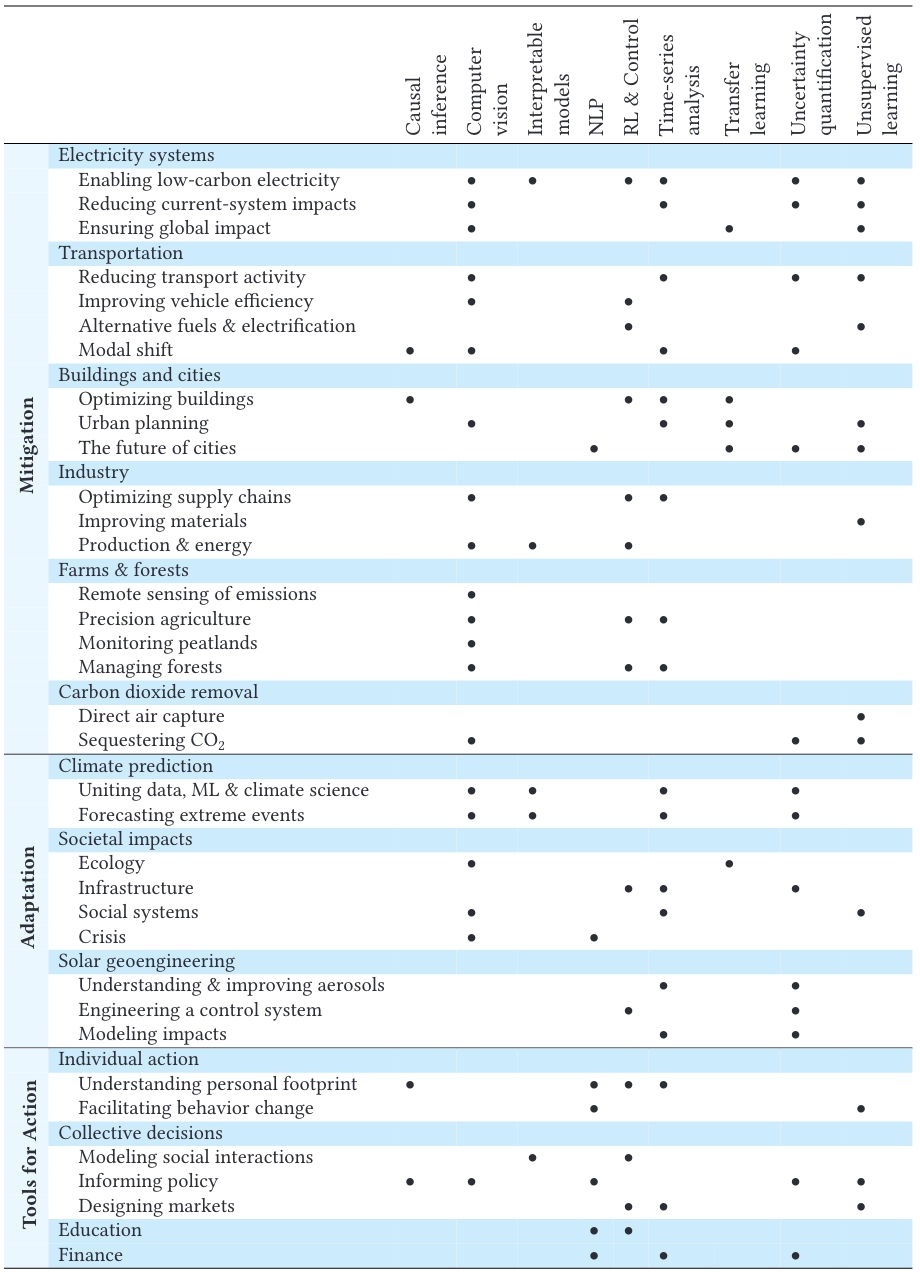 Causal
inference
Computer
vision
Interpretable
models
NLP
RL & Control
Time-series
analysis
Transfer
learning
Uncertainty
quantification
Unsupervised
learning
Mitigation
Electricity systems
Enabling low-carbon electricity • • • • • •
Reducing current-system impacts • • • •
Ensuring global impact • • •
Transportation
Reducing transport activity • • • •
Improving vehicle efficiency • •
Alternative fuels & electrification • •
Modal shift • • • •
Buildings and cities
Optimizing buildings • • • •
Urban planning • • • •
The future of cities • • • •
Industry
Optimizing supply chains • • •
Improving materials •
Production & energy • • •
Farms & forests
Remote sensing of emissions •
Precision agriculture • • •
Monitoring peatlands •
Managing forests • • •
Carbon dioxide removal
Direct air capture •
Sequestering CO₂ • • •
Adaptation
Climate prediction
Uniting data, ML & climate science • • • •
Forecasting extreme events • • • •
Societal impacts
Ecology • •
Infrastructure • • •
Social systems • • •
Crisis • •
Solar geoengineering
Understanding & improving aerosols • •
Engineering a control system • •
Modeling impacts • •
Tools for Action
Individual action
Understanding personal footprint • • • •
Facilitating behavior change • •
Collective decisions
Modeling social interactions • •
Informing policy • • • • •
Designing markets • • •
Education • •
Finance • • •